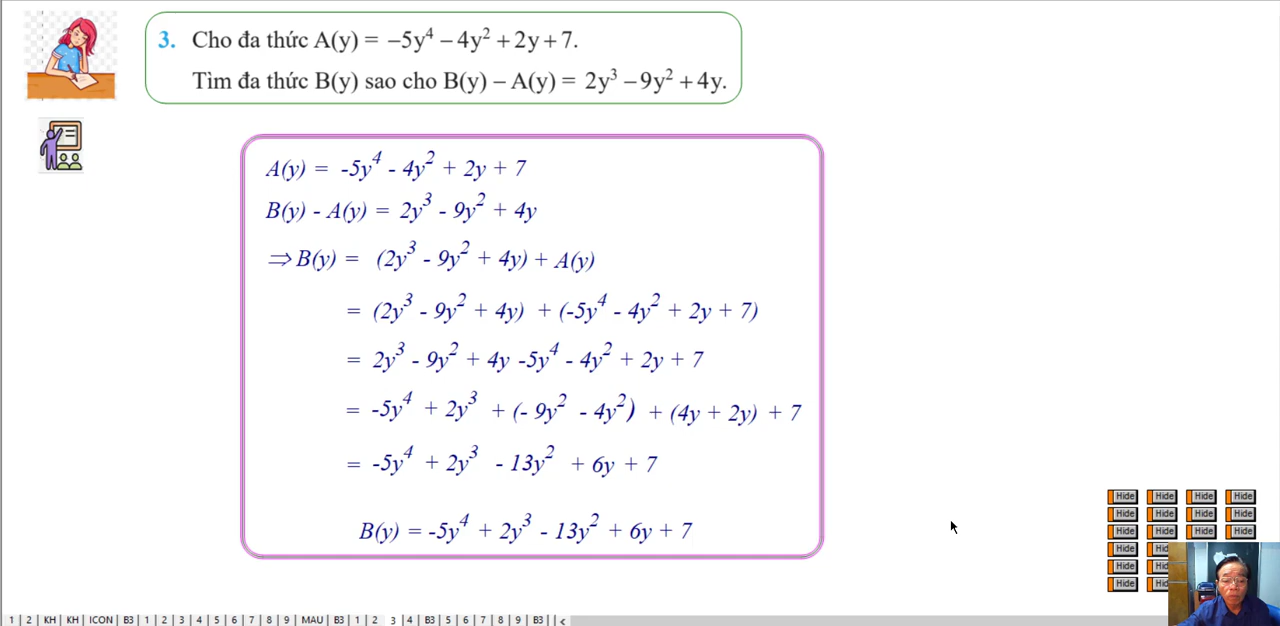 3. Cho đa thức A(y) = −5y⁴ − 4y² + 2y + 7.
Tìm đa thức B(y) sao cho B(y) − A(y) = 2y³ − 9y² + 4y.
A(y) = -5y⁴ - 4y² + 2y + 7
B(y) - A(y) = 2y³ - 9y² + 4y
⇒ B(y) = (2y³ - 9y² + 4y) + A(y)
= (2y³ - 9y² + 4y) + (-5y⁴ - 4y² + 2y + 7)
= 2y³ - 9y² + 4y -5y⁴ - 4y² + 2y + 7
= -5y⁴ + 2y³ + (- 9y² - 4y²) + (4y + 2y) + 7
= -5y⁴ + 2y³ - 13y² + 6y + 7
B(y) = -5y⁴ + 2y³ - 13y² + 6y + 7
Hide Hide Hide Hide
Hide Hide Hide Hide
Hide Hide Hide Hide
Hide Hid
Hide Hid
Hide Hid
1 | 2 | KH | KH | ICON | B3 | 1 | 2 | 3 | 4 | 5 | 6 | 7 | 8 | 9 | MAU | B3 | 1 | 2 | 3 | 4 | B3 | 5 | 6 | 7 | 8 | 9 | B3 | | <